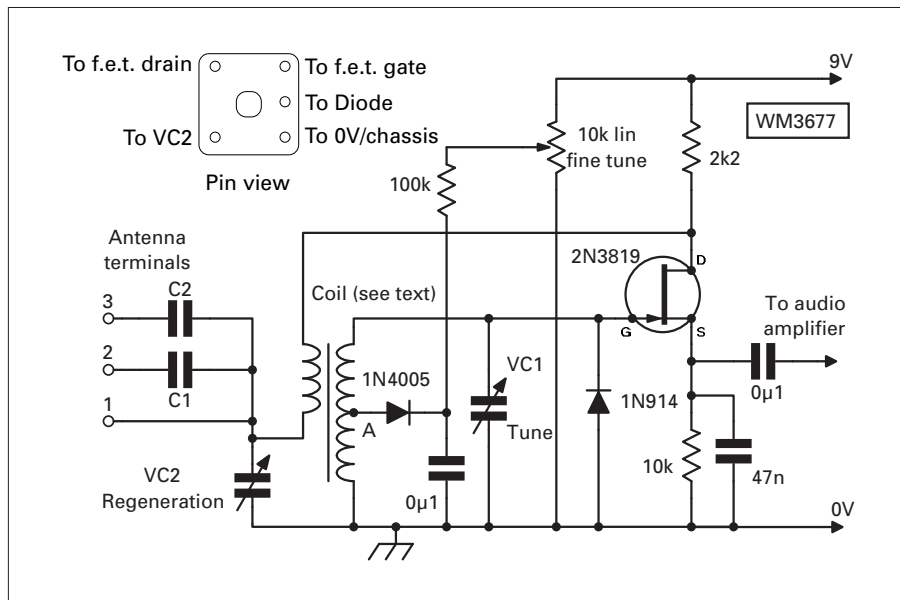 To f.e.t. drain
To f.e.t. gate
To Diode
To VC2
To 0V/chassis
Pin view
9V
WM3677
10k lin
fine tune
2k2
100k
Antenna
terminals
2N3819
D
G
S
C2
3
Coil (see text)
To audio
amplifier
2
C1
1N4005
VC1
1
A
Tune
1N914
0µ1
VC2
Regeneration
0µ1
10k
47n
0V